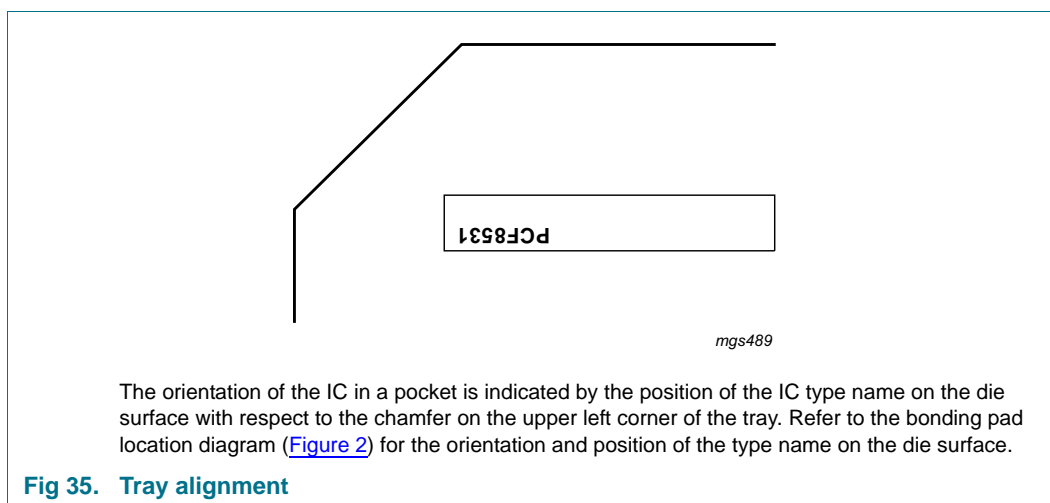 PCF8531
mgs489
The orientation of the IC in a pocket is indicated by the position of the IC type name on the die
surface with respect to the chamfer on the upper left corner of the tray. Refer to the bonding pad
location diagram (Figure 2) for the orientation and position of the type name on the die surface.
Fig 35. Tray alignment